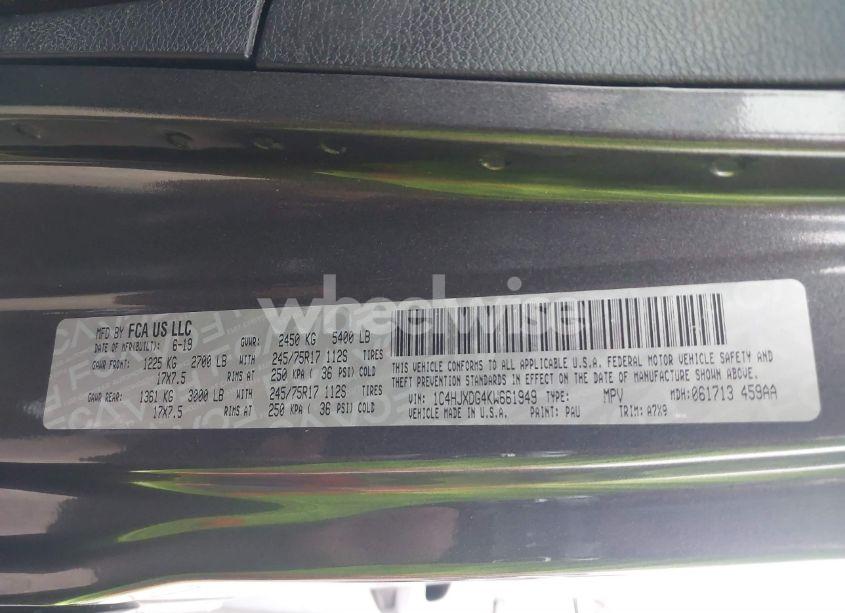 wheelwise
MFD BY FCA US LLC
DATE OF MFR(BUILT): 6-19 GVWR: 2450 KG 5400 LB
GAWR FRONT: 1225 KG 2700 LB WITH 245/75R17 112S TIRES
17X7.5 RIMS AT 250 KPA ( 36 PSI) COLD
GAWR REAR: 1361 KG 3000 LB WITH 245/75R17 112S TIRES
17X7.5 RIMS AT 250 KPA ( 36 PSI) COLD
THIS VEHICLE CONFORMS TO ALL APPLICABLE U.S.A. FEDERAL MOTOR VEHICLE SAFETY AND
THEFT PREVENTION STANDARDS IN EFFECT ON THE DATE OF MANUFACTURE SHOWN ABOVE.
VIN: 1C4HJXDG4KW661949 TYPE: MPV MDH:061713 459AA
VEHICLE MADE IN U.S.A. PAINT: PAU TRIM: A7X9